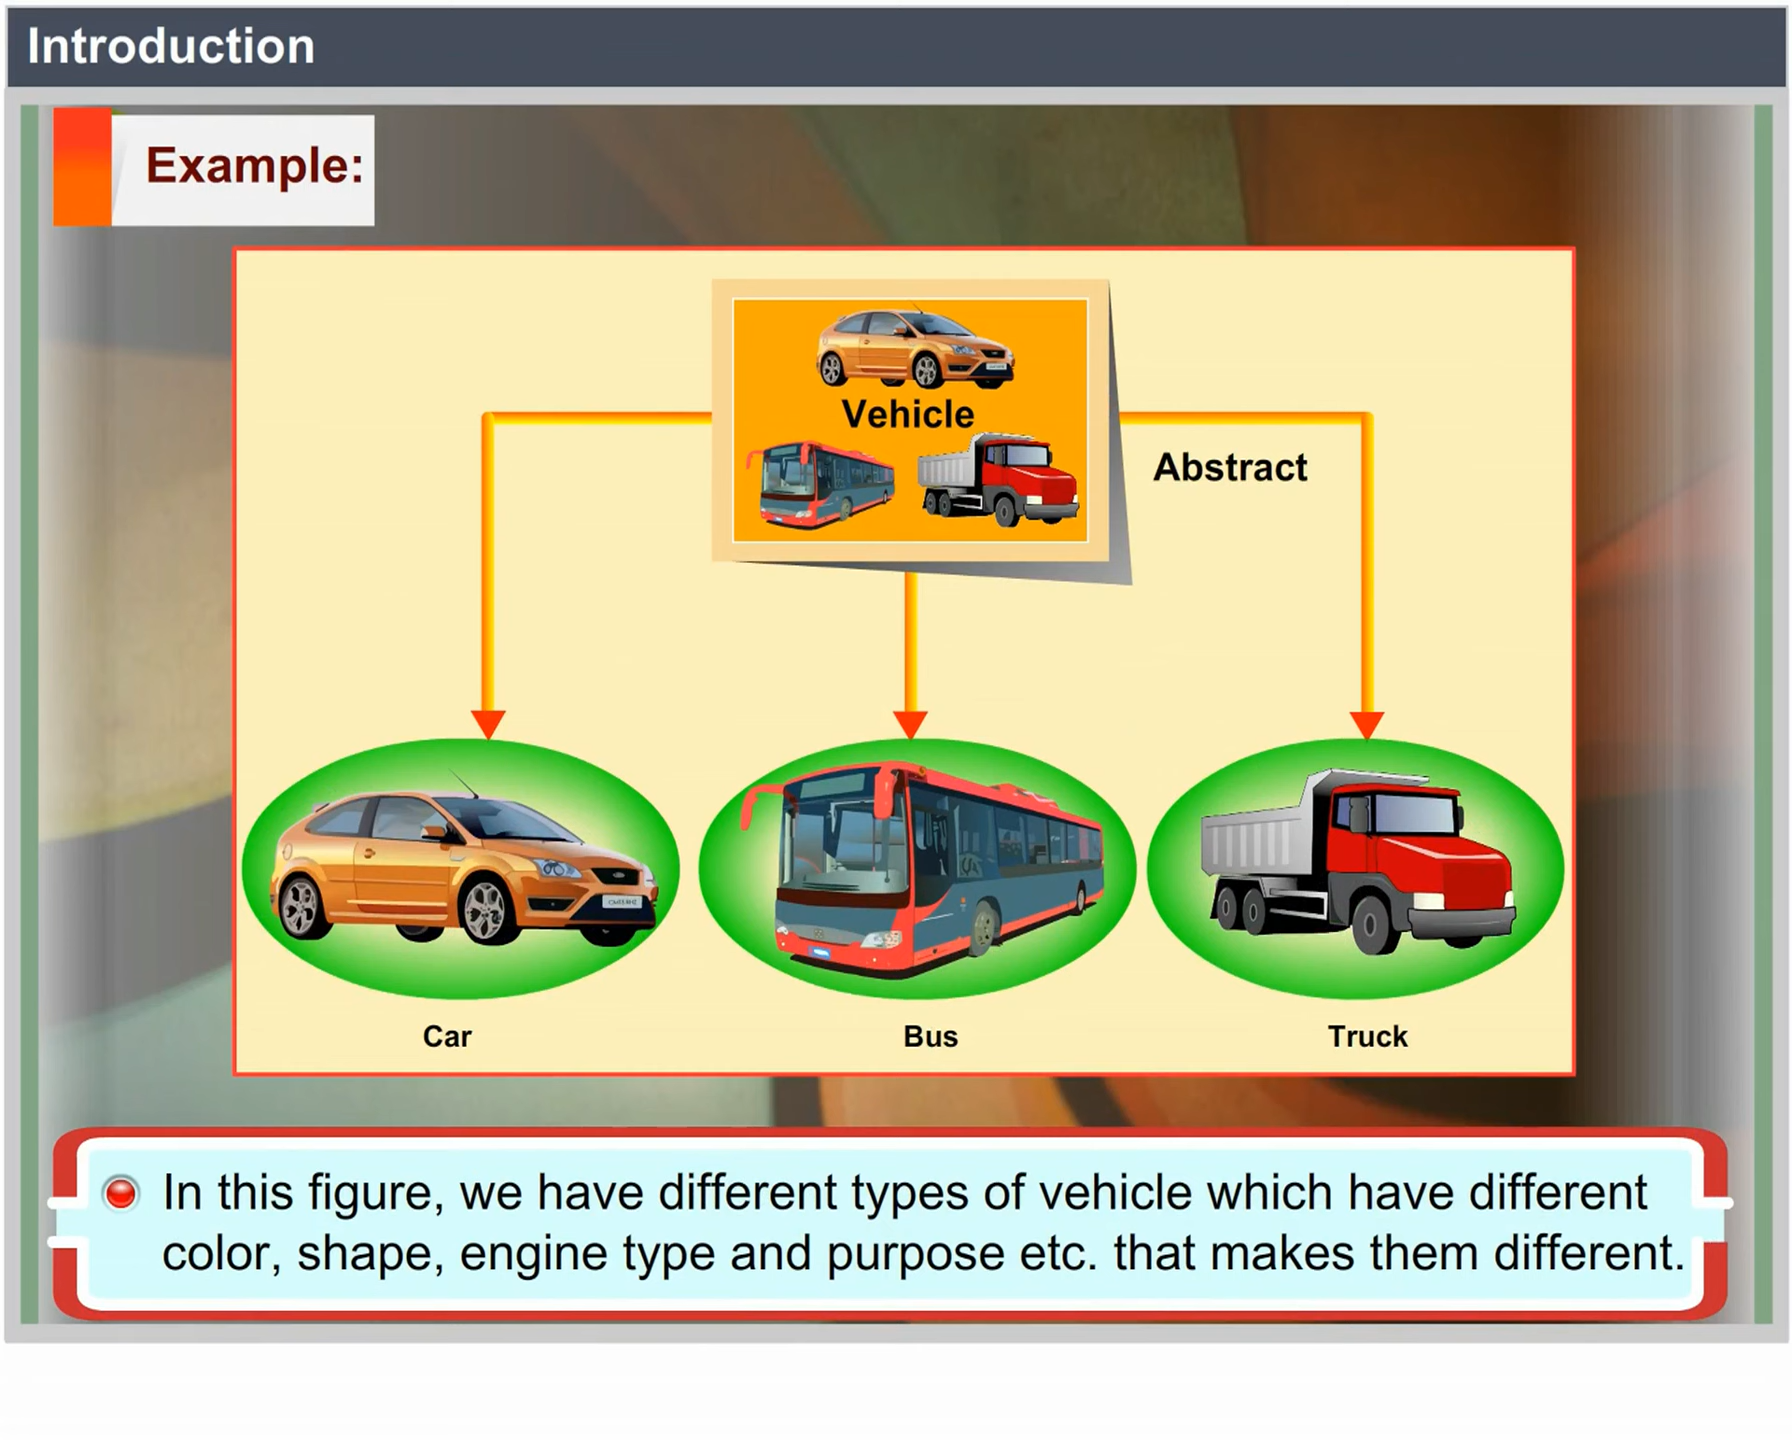 Introduction
Example:
Vehicle
Abstract
Car
Bus
Truck
In this figure, we have different types of vehicle which have different
color, shape, engine type and purpose etc. that makes them different.